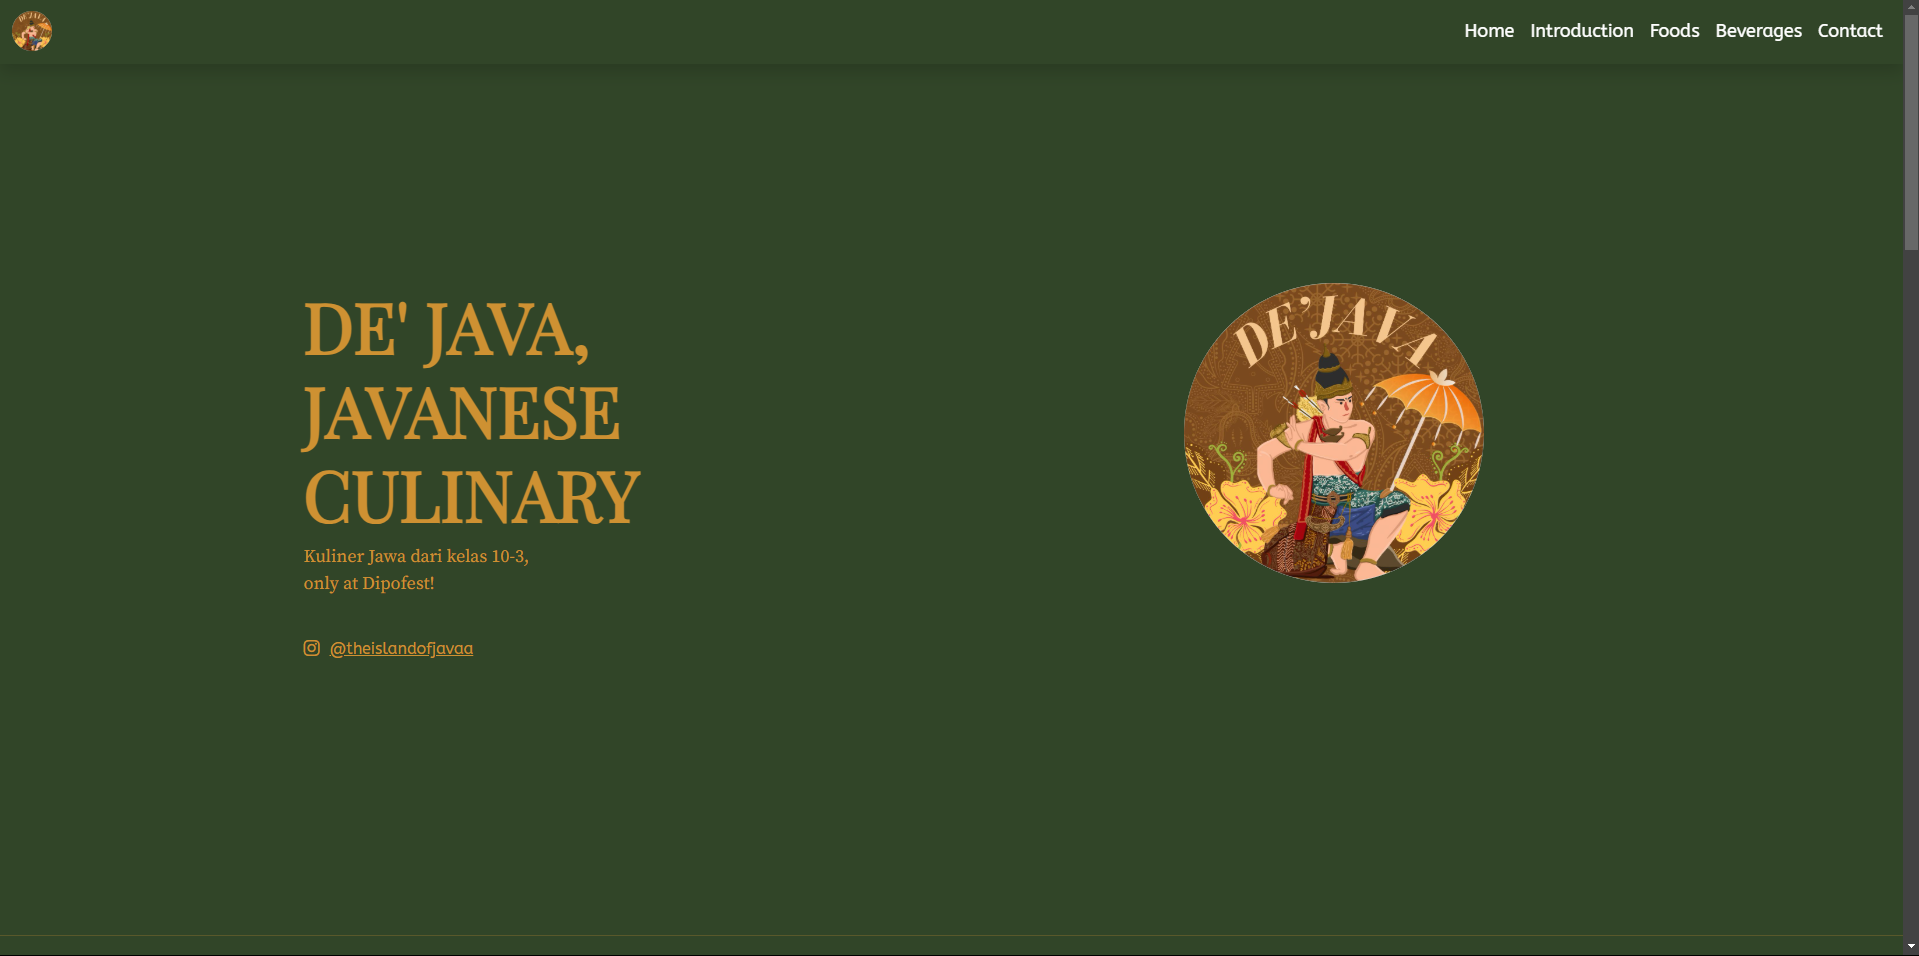 Home Introduction Foods Beverages Contact
DE' JAVA,
JAVANESE
CULINARY
Kuliner Jawa dari kelas 10-3,
only at Dipofest!
@theislandofjavaa
DE’JAVA